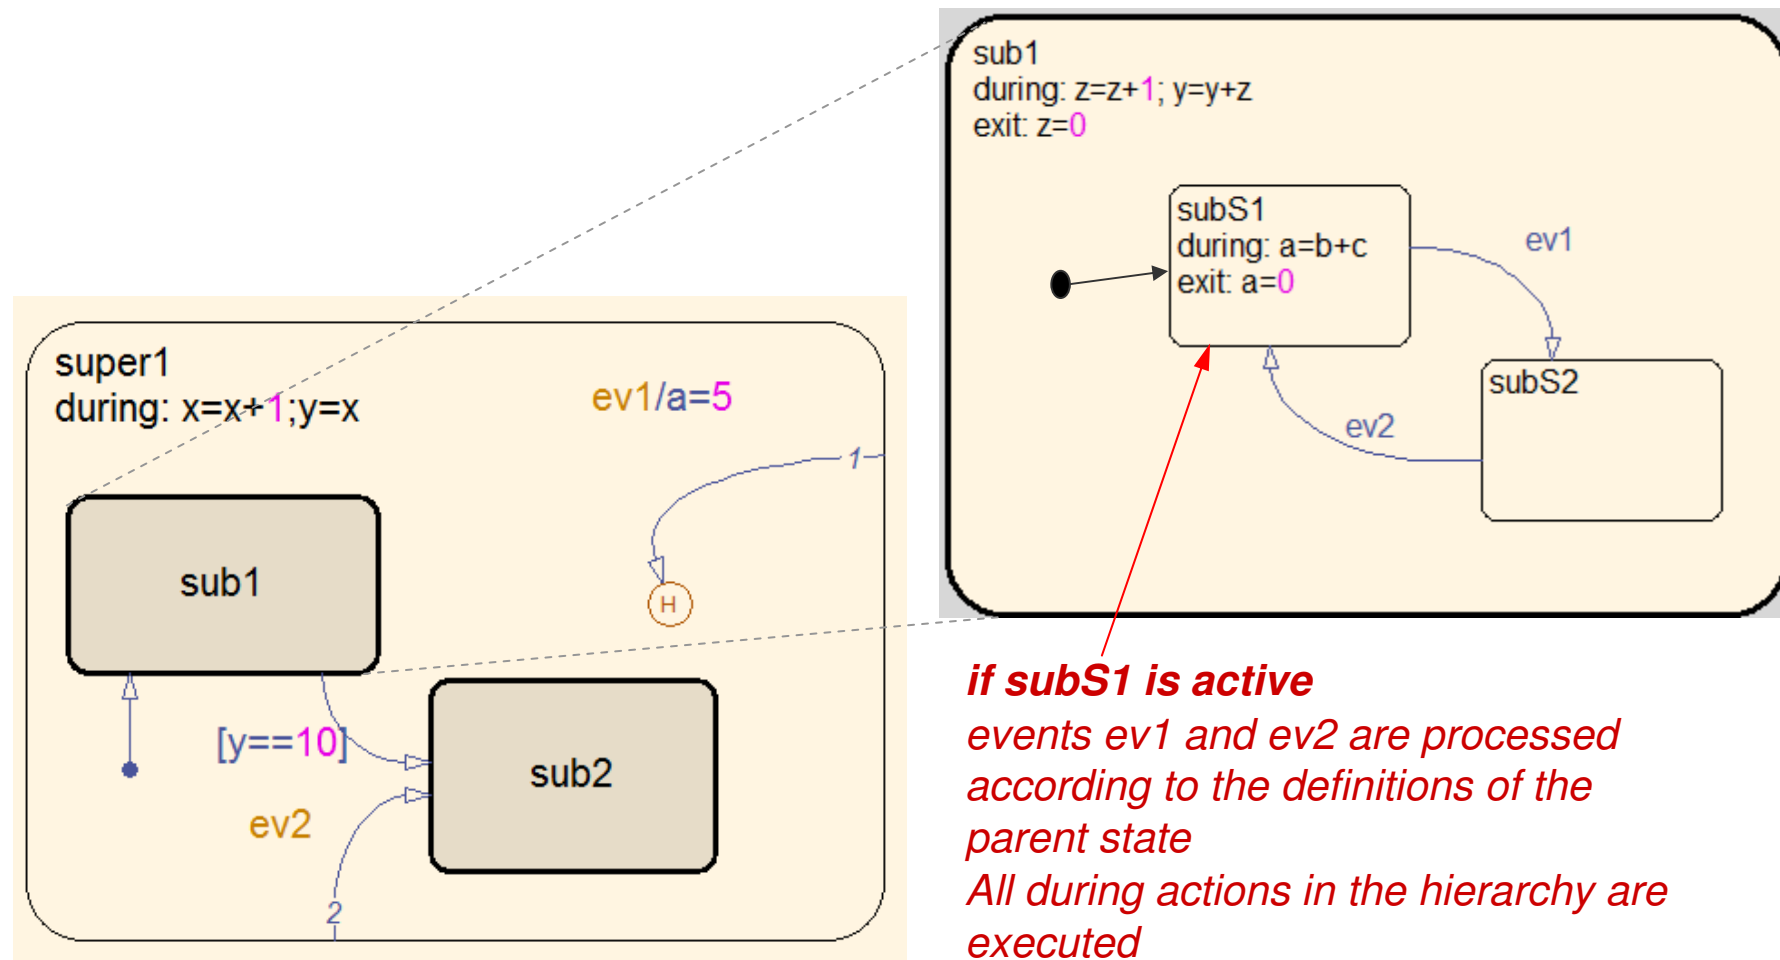 sub1
during: z=z+1; y=y+z
exit: z=0
subS1
during: a=b+c
exit: a=0
ev1
subS2
ev2
super1
during: x=x+1;y=x
ev1/a=5
1
sub1
H
[y==10]
sub2
ev2
2
if subS1 is active
events ev1 and ev2 are processed
according to the definitions of the
parent state
All during actions in the hierarchy are
executed